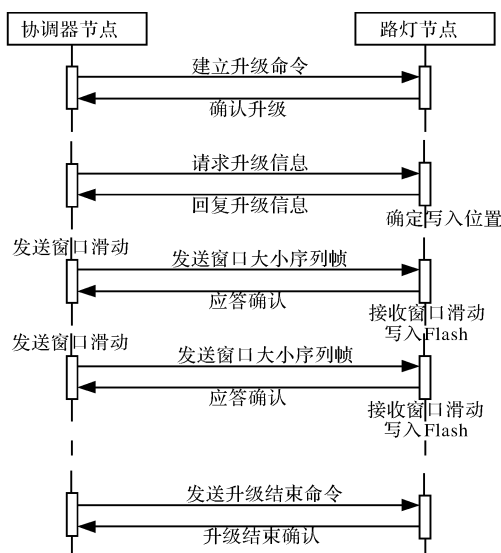 协调器节点
路灯节点
建立升级命令
确认升级
请求升级信息
回复升级信息
确定写入位置
发送窗口滑动
发送窗口大小序列帧
应答确认
接收窗口滑动
写入Flash
发送窗口滑动
发送窗口大小序列帧
应答确认
接收窗口滑动
写入Flash
发送升级结束命令
升级结束确认